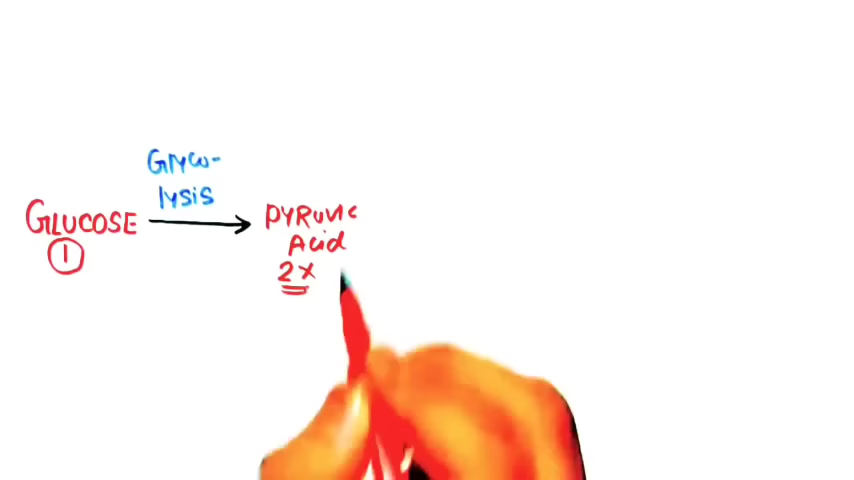 Glyco-
lysis
GLUCOSE
1
PYRUVIC
Acid
2x